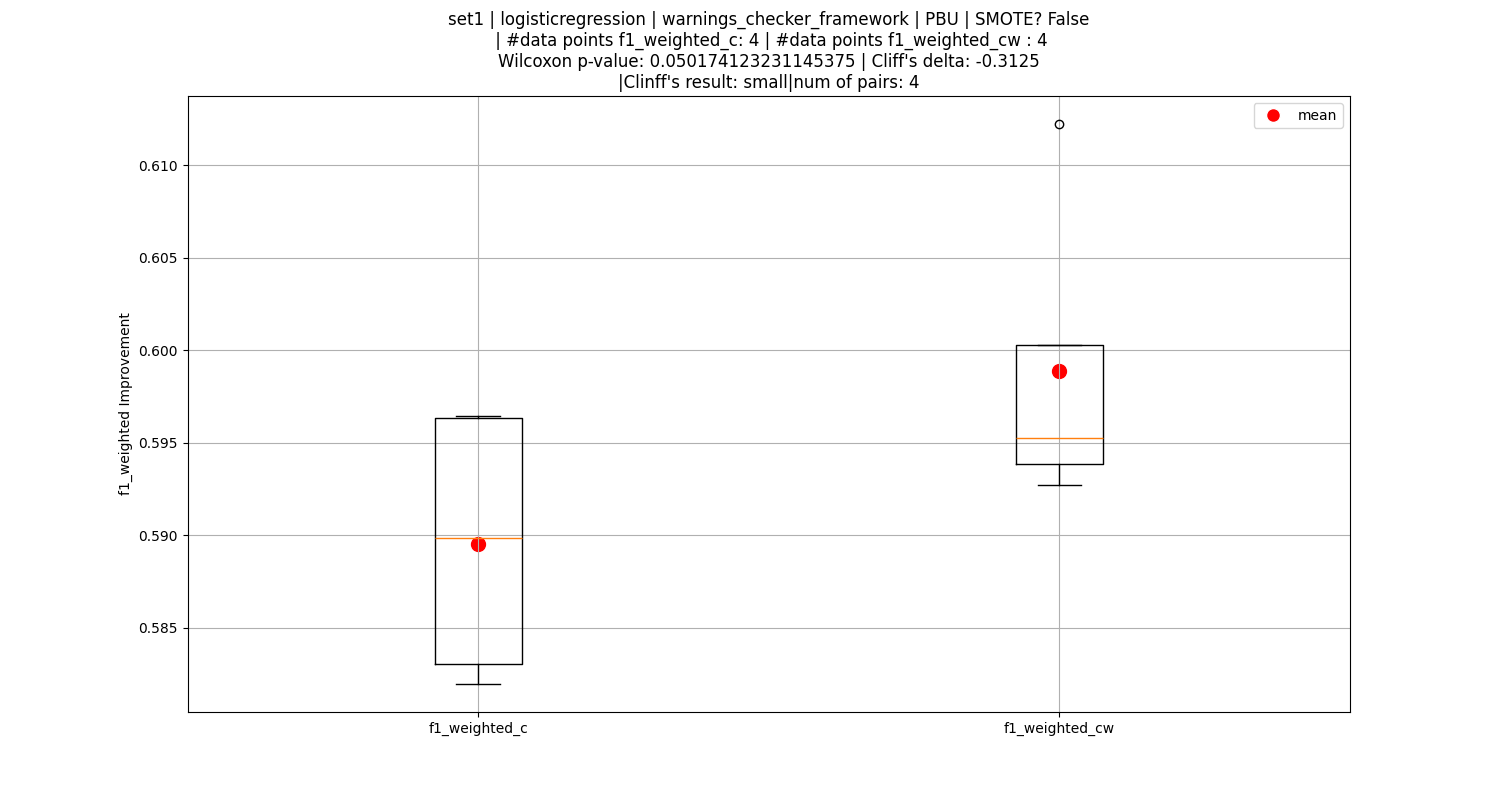 set1 | logisticregression | warnings_checker_framework | PBU | SMOTE? False
| #data points f1_weighted_c: 4 | #data points f1_weighted_cw : 4
Wilcoxon p-value: 0.050174123231145375 | Cliff's delta: -0.3125
|Clinff's result: small|num of pairs: 4
mean
0.610
0.605
0.600
0.595
0.590
0.585
f1_weighted Improvement
f1_weighted_c
f1_weighted_cw